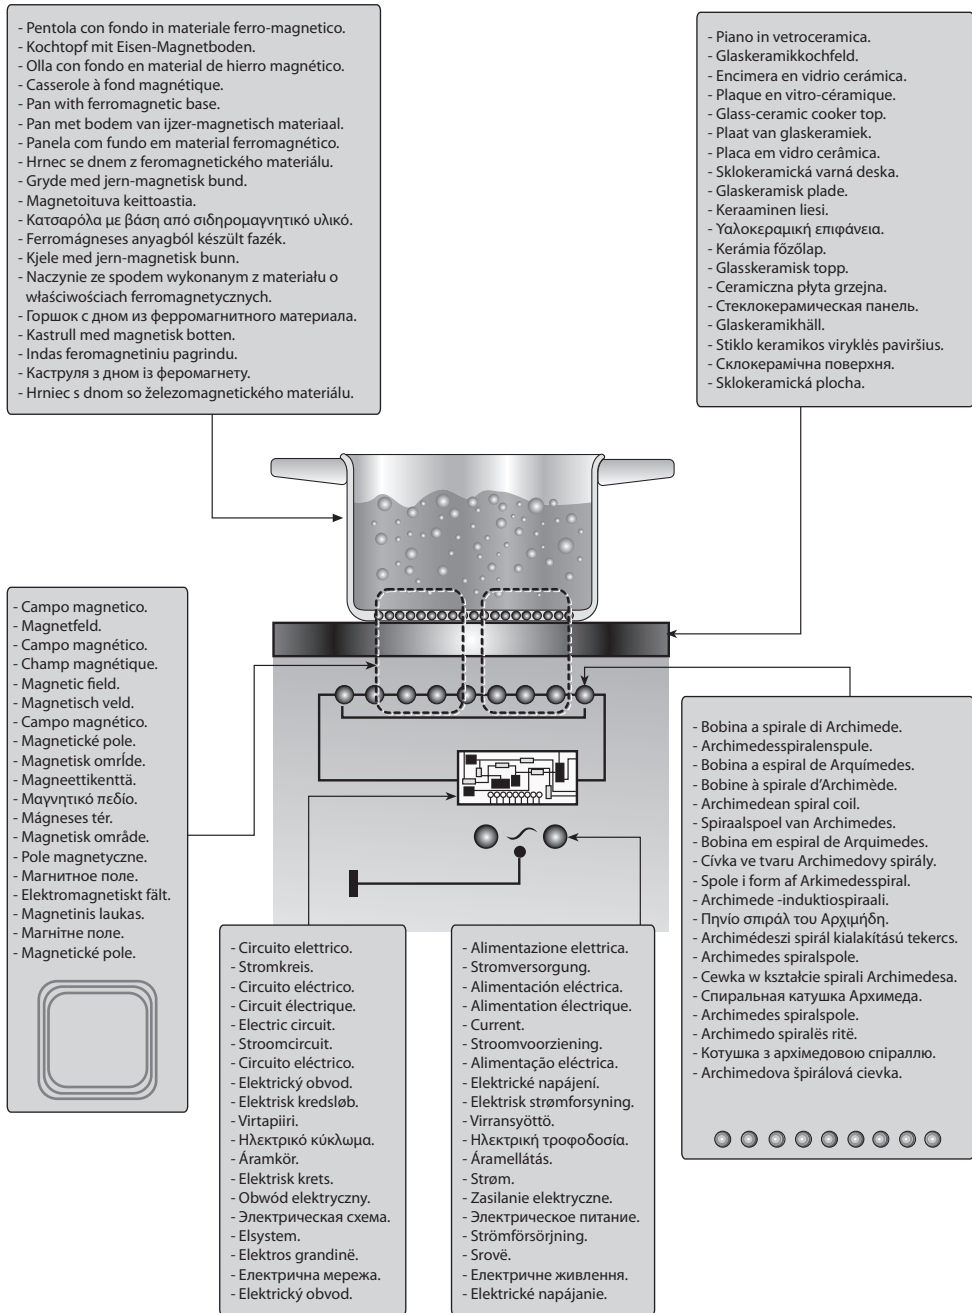 - Pentola con fondo in materiale ferro-magnetico.
- Kochtopf mit Eisen-Magnetboden.
- Olla con fondo en material de hierro magnético.
- Casserole à fond magnétique.
- Pan with ferromagnetic base.
- Pan met bodem van ijzer-magnetisch materiaal.
- Panela com fundo em material ferromagnético.
- Hrnec se dnem z feromagnetického materiálu.
- Gryde med jern-magnetisk bund.
- Magnetoituva keittoastia.
- Κατσαρόλα με βάση από σιδηρομαγνητικό υλικό.
- Ferromágneses anyagból készült fazék.
- Kjele med jern-magnetisk bunn.
- Naczynie ze spodem wykonanym z materiału o
właściwościach ferromagnetycznych.
- Горшок с дном из ферромагнитного материала.
- Kastrull med magnetisk botten.
- Indas feromagnetiniu pagrindu.
- Каструля з дном із феромагнету.
- Hrniec s dnom so železomagnetického materiálu.
- Piano in vetroceramica.
- Glaskeramikkochfeld.
- Encimera en vidrio cerámica.
- Plaque en vitro-céramique.
- Glass-ceramic cooker top.
- Plaat van glaskeramiek.
- Placa em vidro cerâmica.
- Sklokeramická varná deska.
- Glaskeramisk plade.
- Keraaminen liesi.
- Υαλοκεραμική επιφάνεια.
- Kerámia főzőlap.
- Glasskeramisk topp.
- Ceramiczna płyta grzejna.
- Стеклокерамическая панель.
- Glaskeramikhäll.
- Stiklo keramikos viryklės paviršius.
- Склокерамічна поверхня.
- Sklokeramická plocha.
- Campo magnetico.
- Magnetfeld.
- Campo magnético.
- Champ magnétique.
- Magnetic field.
- Magnetisch veld.
- Campo magnético.
- Magnetické pole.
- Magnetisk omrÍde.
- Magneettikenttä.
- Μαγνητικό πεδίο.
- Mágneses tér.
- Magnetisk område.
- Pole magnetyczne.
- Магнитное поле.
- Elektromagnetiskt fält.
- Magnetinis laukas.
- Магнітне поле.
- Magnetické pole.
- Bobina a spirale di Archimede.
- Archimedesspiralenspule.
- Bobina a espiral de Arquímedes.
- Bobine à spirale d'Archimède.
- Archimedean spiral coil.
- Spiraalspoel van Archimedes.
- Bobina em espiral de Arquimedes.
- Cívka ve tvaru Archimedovy spirály.
- Spole i form af Arkimedesspiral.
- Archimede -induktiospiraali.
- Πηνίο σπιράλ του Αρχιμήδη.
- Archimédeszi spirál kialakítású tekercs.
- Archimedes spiralspole.
- Cewka w kształcie spirali Archimedesa.
- Спиральная катушка Архимеда.
- Archimedes spiralspole.
- Archimedo spiralės ritė.
- Котушка з архімедовою спіраллю.
- Archimedova špirálová cievka.
- Circuito elettrico.
- Stromkreis.
- Circuito eléctrico.
- Circuit électrique.
- Electric circuit.
- Stroomcircuit.
- Circuito eléctrico.
- Elektrický obvod.
- Elektrisk kredsløb.
- Virtapiiri.
- Ηλεκτρικό κύκλωμα.
- Áramkör.
- Elektrisk krets.
- Obwód elektryczny.
- Электрическая схема.
- Elsystem.
- Elektros grandinė.
- Електрична мережа.
- Elektrický obvod.
- Alimentazione elettrica.
- Stromversorgung.
- Alimentación eléctrica.
- Alimentation électrique.
- Current.
- Stroomvoorziening.
- Alimentação eléctrica.
- Elektrické napájení.
- Elektrisk strømforsyning.
- Virransyöttö.
- Ηλεκτρική τροφοδοσία.
- Áramellátás.
- Strøm.
- Zasilanie elektryczne.
- Электрическое питание.
- Strömförsörjning.
- Srovė.
- Електричне живлення.
- Elektrické napájanie.